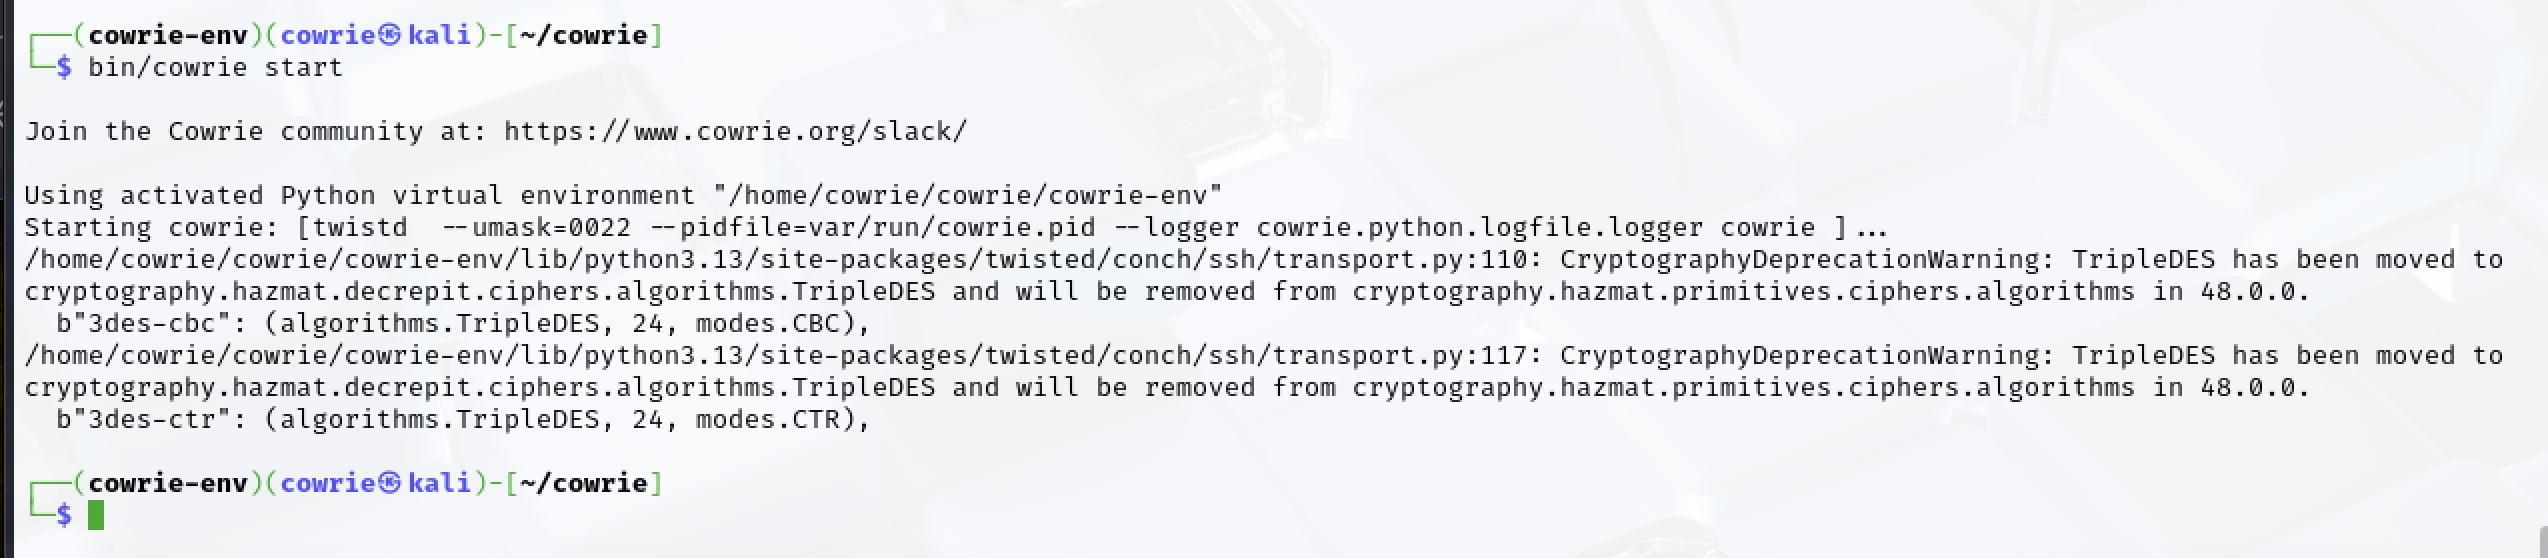 ┌──(cowrie-env)(cowrie㉿kali)-[~/cowrie]
└─$ bin/cowrie start
Join the Cowrie community at: https://www.cowrie.org/slack/
Using activated Python virtual environment "/home/cowrie/cowrie/cowrie-env"
Starting cowrie: [twistd  --umask=0022 --pidfile=var/run/cowrie.pid --logger cowrie.python.logfile.logger cowrie ]...
/home/cowrie/cowrie/cowrie-env/lib/python3.13/site-packages/twisted/conch/ssh/transport.py:110: CryptographyDeprecationWarning: TripleDES has been moved to
cryptography.hazmat.decrepit.ciphers.algorithms.TripleDES and will be removed from cryptography.hazmat.primitives.ciphers.algorithms in 48.0.0.
  b"3des-cbc": (algorithms.TripleDES, 24, modes.CBC),
/home/cowrie/cowrie/cowrie-env/lib/python3.13/site-packages/twisted/conch/ssh/transport.py:117: CryptographyDeprecationWarning: TripleDES has been moved to
cryptography.hazmat.decrepit.ciphers.algorithms.TripleDES and will be removed from cryptography.hazmat.primitives.ciphers.algorithms in 48.0.0.
  b"3des-ctr": (algorithms.TripleDES, 24, modes.CTR),
┌──(cowrie-env)(cowrie㉿kali)-[~/cowrie]
└─$